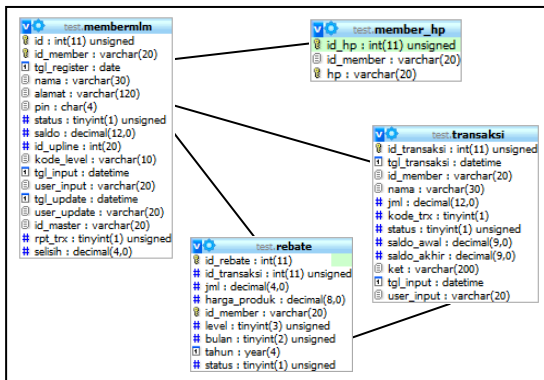 test.membermlm
id : int(11) unsigned
id_member : varchar(20)
tgl_register : date
nama : varchar(30)
alamat : varchar(120)
pin : char(4)
status : tinyint(1) unsigned
saldo : decimal(12,0)
id_upline : int(20)
kode_level : varchar(10)
tgl_input : datetime
user_input : varchar(20)
tgl_update : datetime
user_update : varchar(20)
id_master : varchar(20)
rpt_trx : tinyint(1) unsigned
selisih : decimal(4,0)
test.member_hp
id_hp : int(11) unsigned
id_member : varchar(20)
hp : varchar(20)
test.transaksi
id_transaksi : int(11) unsigned
tgl_transaksi : datetime
id_member : varchar(20)
nama : varchar(30)
jml : decimal(12,0)
kode_trx : tinyint(1)
status : tinyint(1) unsigned
saldo_awal : decimal(9,0)
saldo_akhir : decimal(9,0)
ket : varchar(200)
tgl_input : datetime
user_input : varchar(20)
test.rebate
id_rebate : int(11)
id_transaksi : int(11) unsigned
jml : decimal(4,0)
harga_produk : decimal(8,0)
id_member : varchar(20)
level : tinyint(3) unsigned
bulan : tinyint(2) unsigned
tahun : year(4)
status : tinyint(1) unsigned